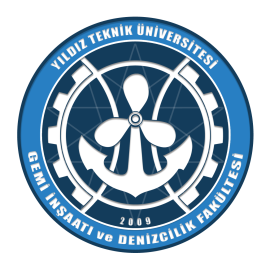 YILDIZ TEKNİK ÜNİVERSİTESİ
2009
GEMİ İNŞAATI ve DENİZCİLİK FAKÜLTESİ